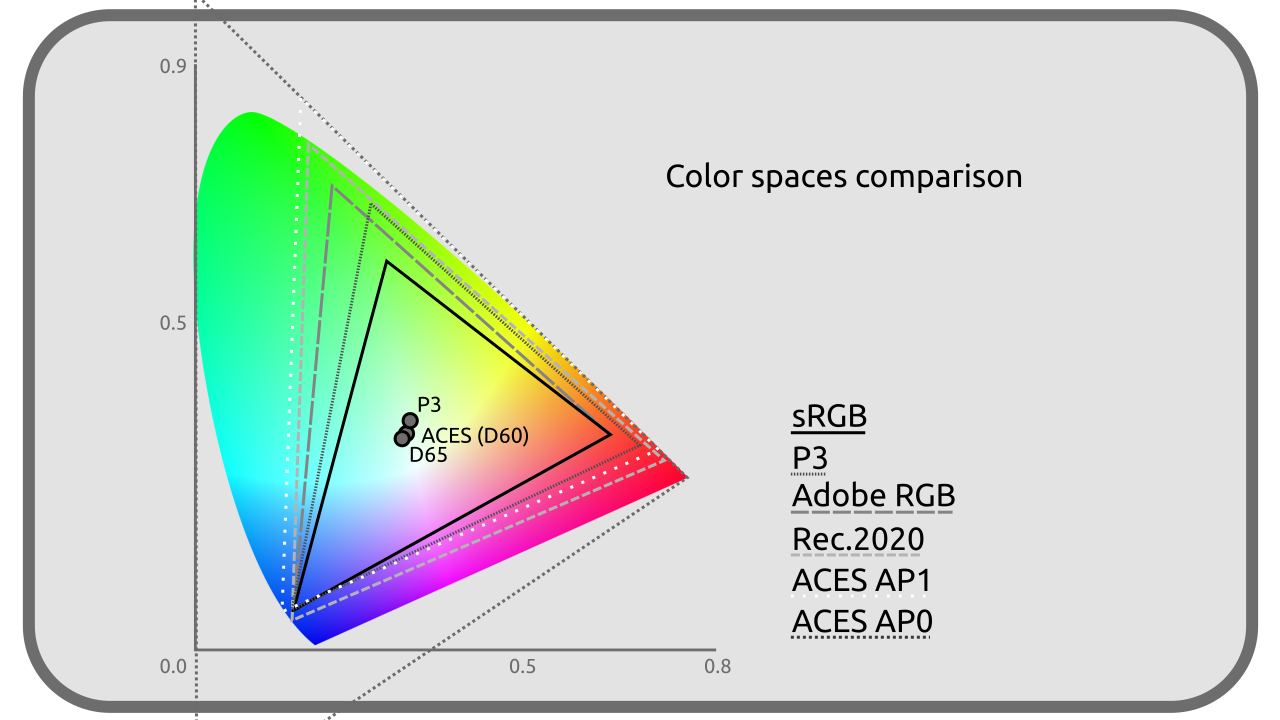 0.9
Color spaces comparison
0.5
P3
ACES (D60)
D65
sRGB
P3
Adobe RGB
Rec.2020
ACES AP1
ACES AP0
0.0
0.5
0.8